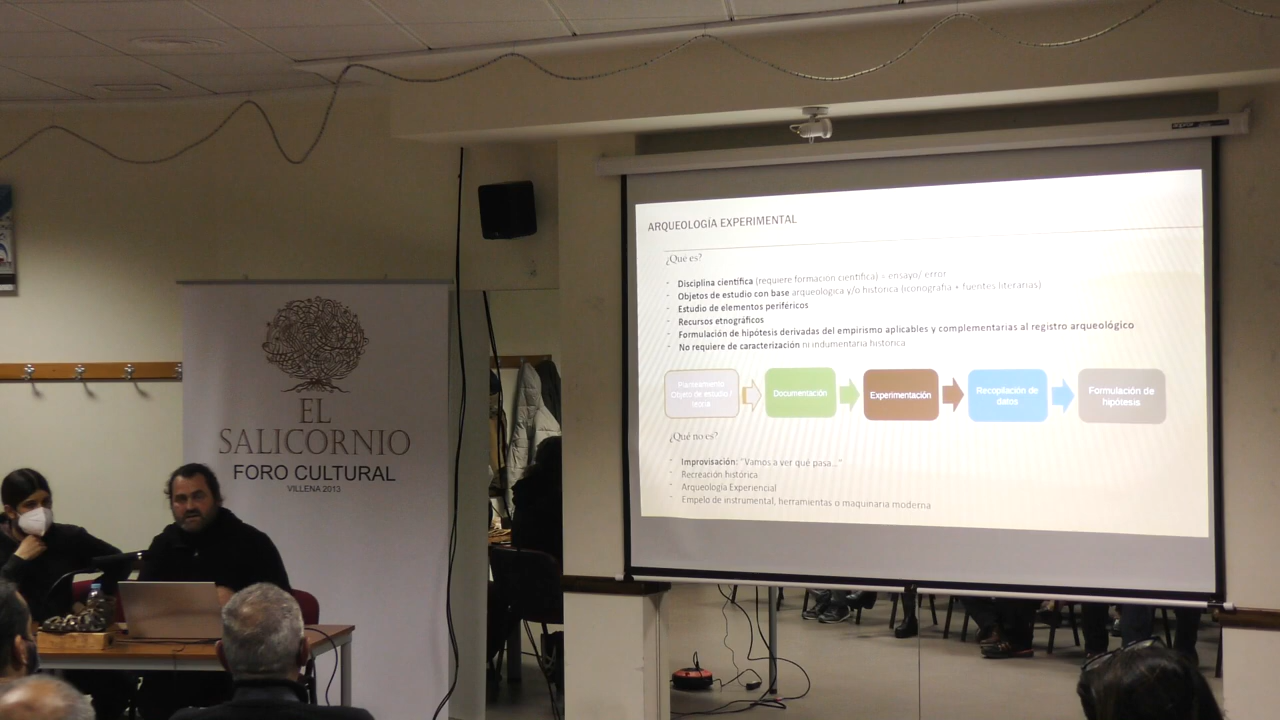 EL
SALICORNIO
FORO CULTURAL
VILLENA 2013
ARQUEOLOGÍA EXPERIMENTAL
¿Que es?
- Disciplina científica (requiere formación científica) - ensayo/ error
- Objetos de estudio con base arqueológica y/o histórica (iconografía + fuentes literarias)
- Estudio de elementos periféricos
- Recursos etnográficos
- Formulación de hipótesis derivadas del empirismo aplicables y complementarias al registro arqueológico
- No requiere de caracterización ni indumentaria histórica
Planteamiento
Objeto de estudio /
Documentación
Experimentación
Recopilación de
datos
Formulación de
hipótesis
¿Qué no es?
- Improvisación: "Vamos a ver qué pasa..."
- Recreación histórica
- Arqueología Experiencial
- Empelo de instrumental, herramientas o maquinaria moderna